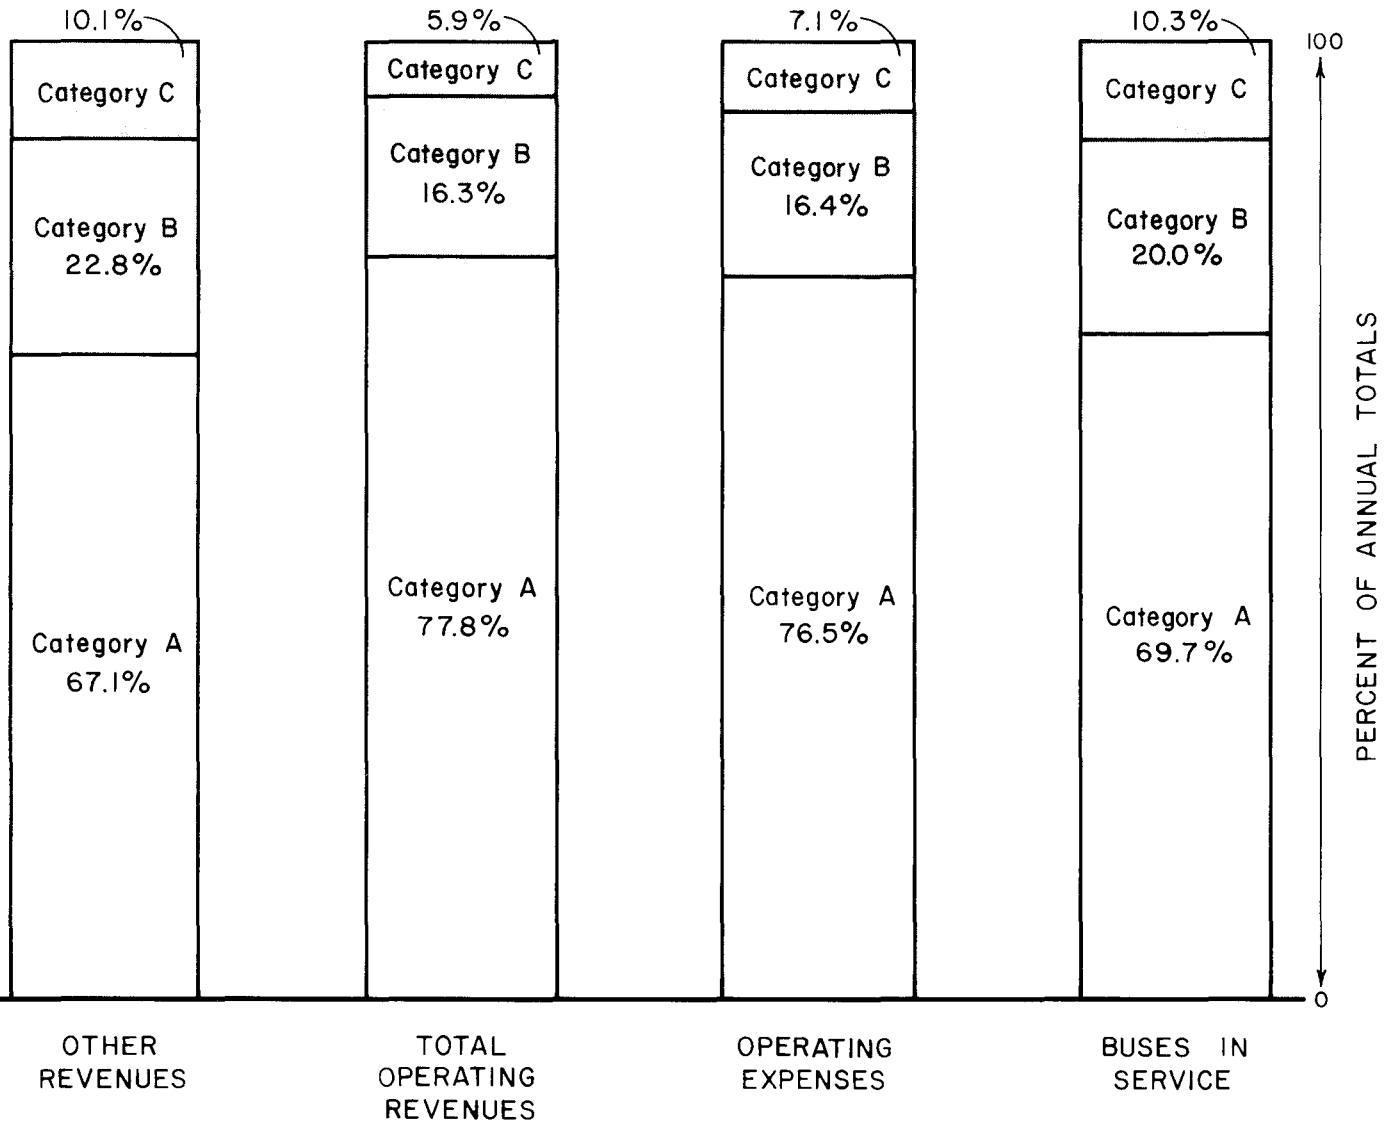 10.1%
Category C
Category B
22.8%
Category A
67.1%
OTHER
REVENUES
5.9%
Category C
Category B
16.3%
Category A
77.8%
TOTAL
OPERATING
REVENUES
7.1%
Category C
Category B
16.4%
Category A
76.5%
OPERATING
EXPENSES
10.3%
Category C
Category B
20.0%
Category A
69.7%
BUSES IN
SERVICE
100
PERCENT OF ANNUAL TOTALS
0